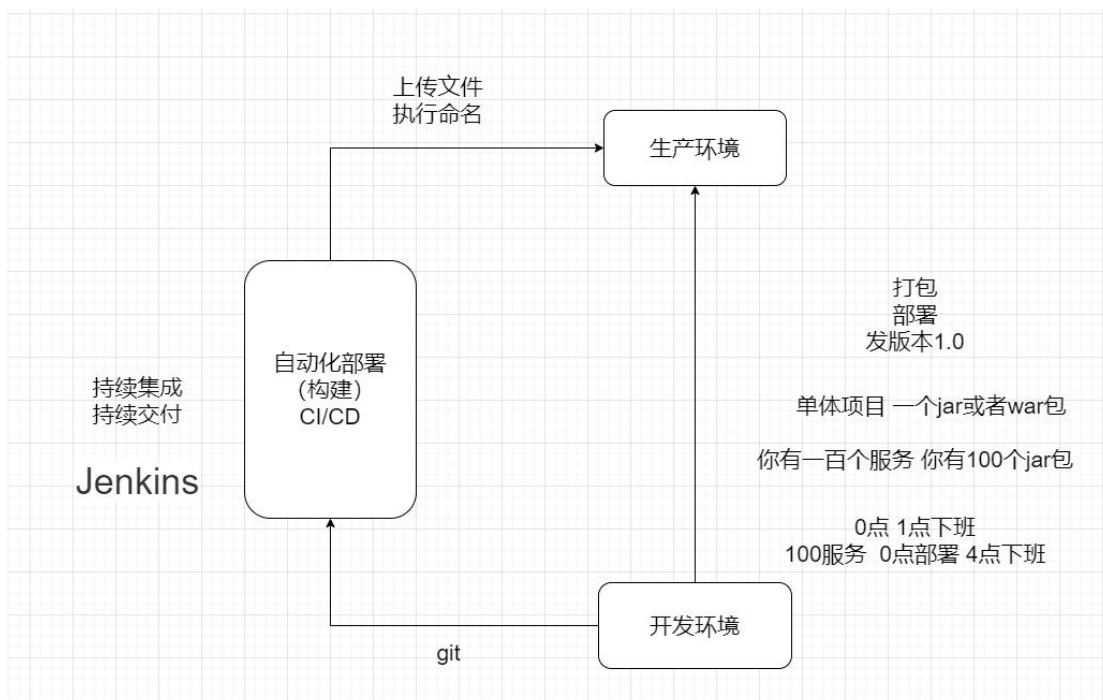 上传文件
执行命名
生产环境
打包
部署
发版本1.0
自动化部署
（构建）
CI/CD
持续集成
持续交付
Jenkins
单体项目 一个jar或者war包
你有一百个服务 你有100个jar包
0点 1点下班
100服务 0点部署 4点下班
开发环境
git